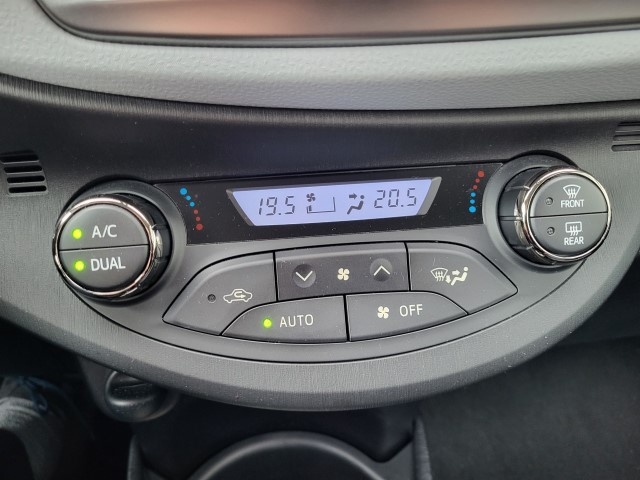 19.5 20.5
A/C
DUAL
FRONT
REAR
AUTO
OFF